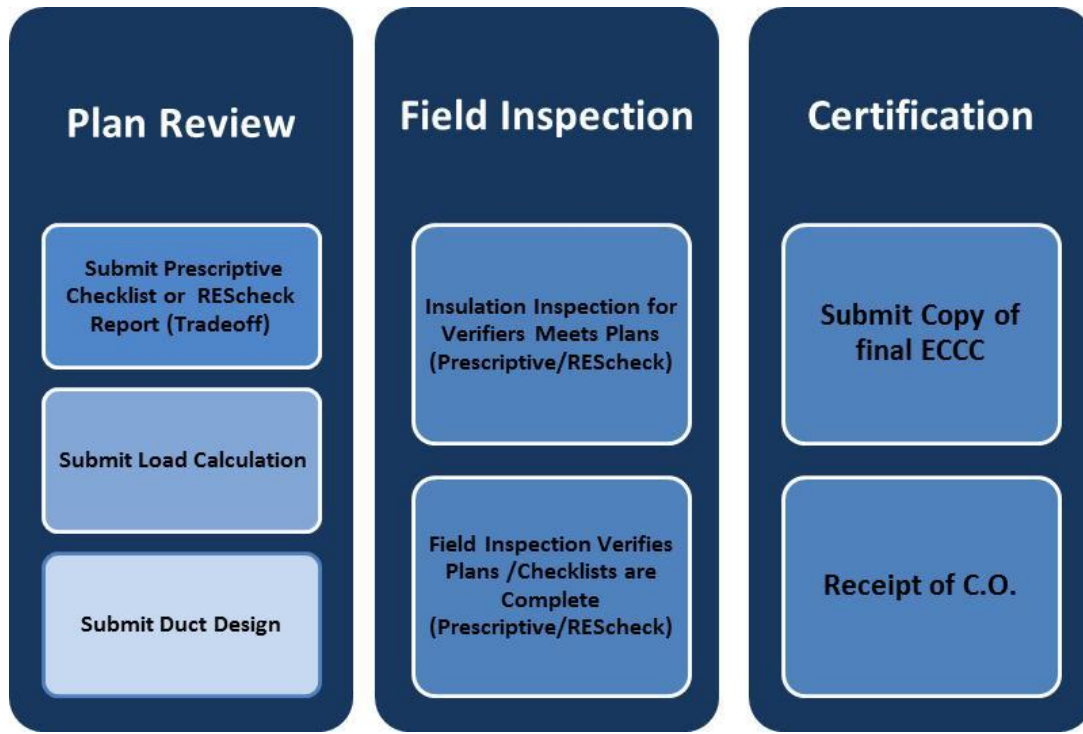 Plan Review
Submit Prescriptive
Checklist or REScheck
Report (Tradeoff)
Submit Load Calculation
Submit Duct Design
Field Inspection
Insulation Inspection for
Verifiers Meets Plans
(Prescriptive/REScheck)
Field Inspection Verifies
Plans /Checklists are
Complete
(Prescriptive/REScheck)
Certification
Submit Copy of
final ECCC
Receipt of C.O.